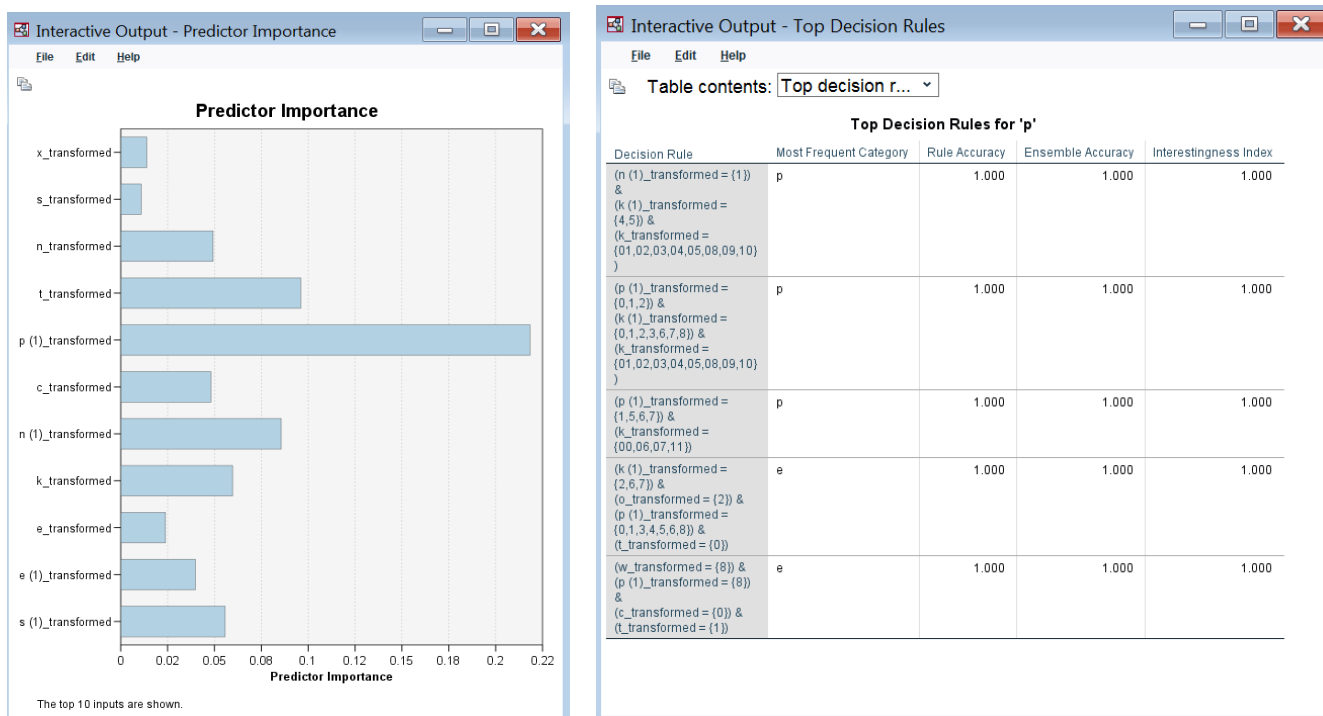 Interactive Output - Predictor Importance
File Edit Help
Predictor Importance
x_transformed
s_transformed
n_transformed
t_transformed
p (1)_transformed
c_transformed
n (1)_transformed
k_transformed
e_transformed
e (1)_transformed
s (1)_transformed
0 0.02 0.05 0.08 0.1 0.12 0.15 0.18 0.2 0.22
Predictor Importance
The top 10 inputs are shown.
Interactive Output - Top Decision Rules
File Edit Help
Table contents: Top decision r...
Top Decision Rules for 'p'
Decision Rule Most Frequent Category Rule Accuracy Ensemble Accuracy Interestingness Index
(n (1)_transformed = {1}) p 1.000 1.000 1.000
&
(k (1)_transformed =
{4,5}) &
(k_transformed =
{01,02,03,04,05,08,09,10}
)
(p (1)_transformed = p 1.000 1.000 1.000
{0,1,2}) &
(k (1)_transformed =
{0,1,2,3,6,7,8}) &
(k_transformed =
{01,02,03,04,05,08,09,10}
)
(p (1)_transformed = p 1.000 1.000 1.000
{1,5,6,7}) &
(k_transformed =
{00,06,07,11})
(k (1)_transformed = e 1.000 1.000 1.000
{2,6,7}) &
(o_transformed = {2}) &
(p (1)_transformed =
{0,1,3,4,5,6,8}) &
(t_transformed = {0})
(w_transformed = {8}) & e 1.000 1.000 1.000
(p (1)_transformed = {8})
&
(c_transformed = {0}) &
(t_transformed = {1})